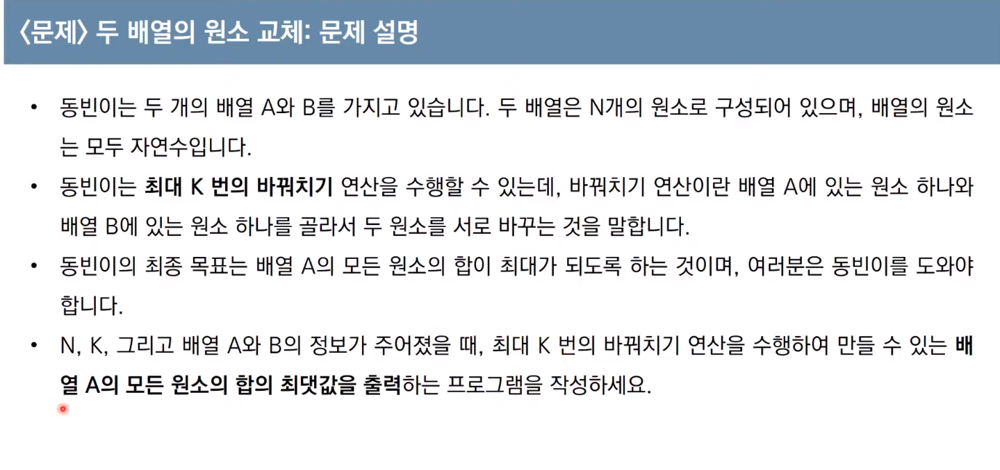 〈문제〉 두 배열의 원소 교체: 문제 설명
• 동빈이는 두 개의 배열 A와 B를 가지고 있습니다. 두 배열은 N개의 원소로 구성되어 있으며, 배열의 원소
는 모두 자연수입니다.
• 동빈이는 최대 K 번의 바꿔치기 연산을 수행할 수 있는데, 바꿔치기 연산이란 배열 A에 있는 원소 하나와
배열 B에 있는 원소 하나를 골라서 두 원소를 서로 바꾸는 것을 말합니다.
• 동빈이의 최종 목표는 배열 A의 모든 원소의 합이 최대가 되도록 하는 것이며, 여러분은 동빈이를 도와야
합니다.
• N, K, 그리고 배열 A와 B의 정보가 주어졌을 때, 최대 K 번의 바꿔치기 연산을 수행하여 만들 수 있는 배
열 A의 모든 원소의 합의 최댓값을 출력하는 프로그램을 작성하세요.